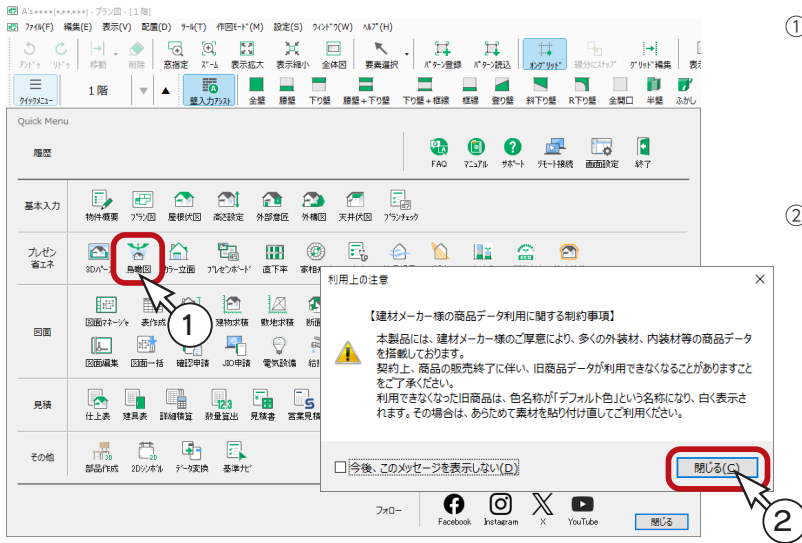 A's****(*.**,***) - プラン図 - [1 階]
ファイル(F) 編集(E) 表示(V) 配置(D) ツール(T) 作図モード(M) 設定(S) ウィンドウ(W) ヘルプ(H)
アンドゥ リドゥ 移動 削除 窓指定 ズーム 表示拡大 表示縮小 全体図 要素選択 パターン登録 パターン読込 オングリッド 線分にスナップ グリッド編集 表
クイックメニュー 1 階 壁入力アシスト 全壁 腰壁 下り壁 腰壁+下り壁 下り壁+框線 框線 登り壁 斜下り壁 R下り壁 全開口 半壁 ふかし
Quick Menu
履歴
FAQ マニュアル サポート リモート接続 画面設定 終了
基本入力
物件概要 プラン図 屋根伏図 高さ設定 外部意匠 外構図 天井伏図 プランチェック
プレゼン
省エネ
鳥瞰図 カラー立面 プレゼンボード 直下率
図面
図面マネージャ 表作成 建物求積 敷地求積
図面編集 図面一括 確認申請 JIO申請 電気設備
見積
仕上表 建具表 詳細積算 数量算出 見積書 営業見積
その他
部品作成 2Dシンボル データ変換 基準ナビ
フォロー
Facebook Instagram X YouTube
閉じる
利用上の注意
【建材メーカー様の商品データ利用に関する制約事項】
本製品には、建材メーカー様のご厚意により、多くの外装材、内装材等の商品データ
を搭載しております。
契約上、商品の販売終了に伴い、旧商品データが利用できなくなることがありますこと
をご了承ください。
利用できなくなった旧商品は、色名称が「デフォルト色」という名称になり、白く表示さ
れます。その場合は、あらためて素材を貼り付け直してご利用ください。
今後、このメッセージを表示しない(D)
閉じる(C)
1
2
①
②